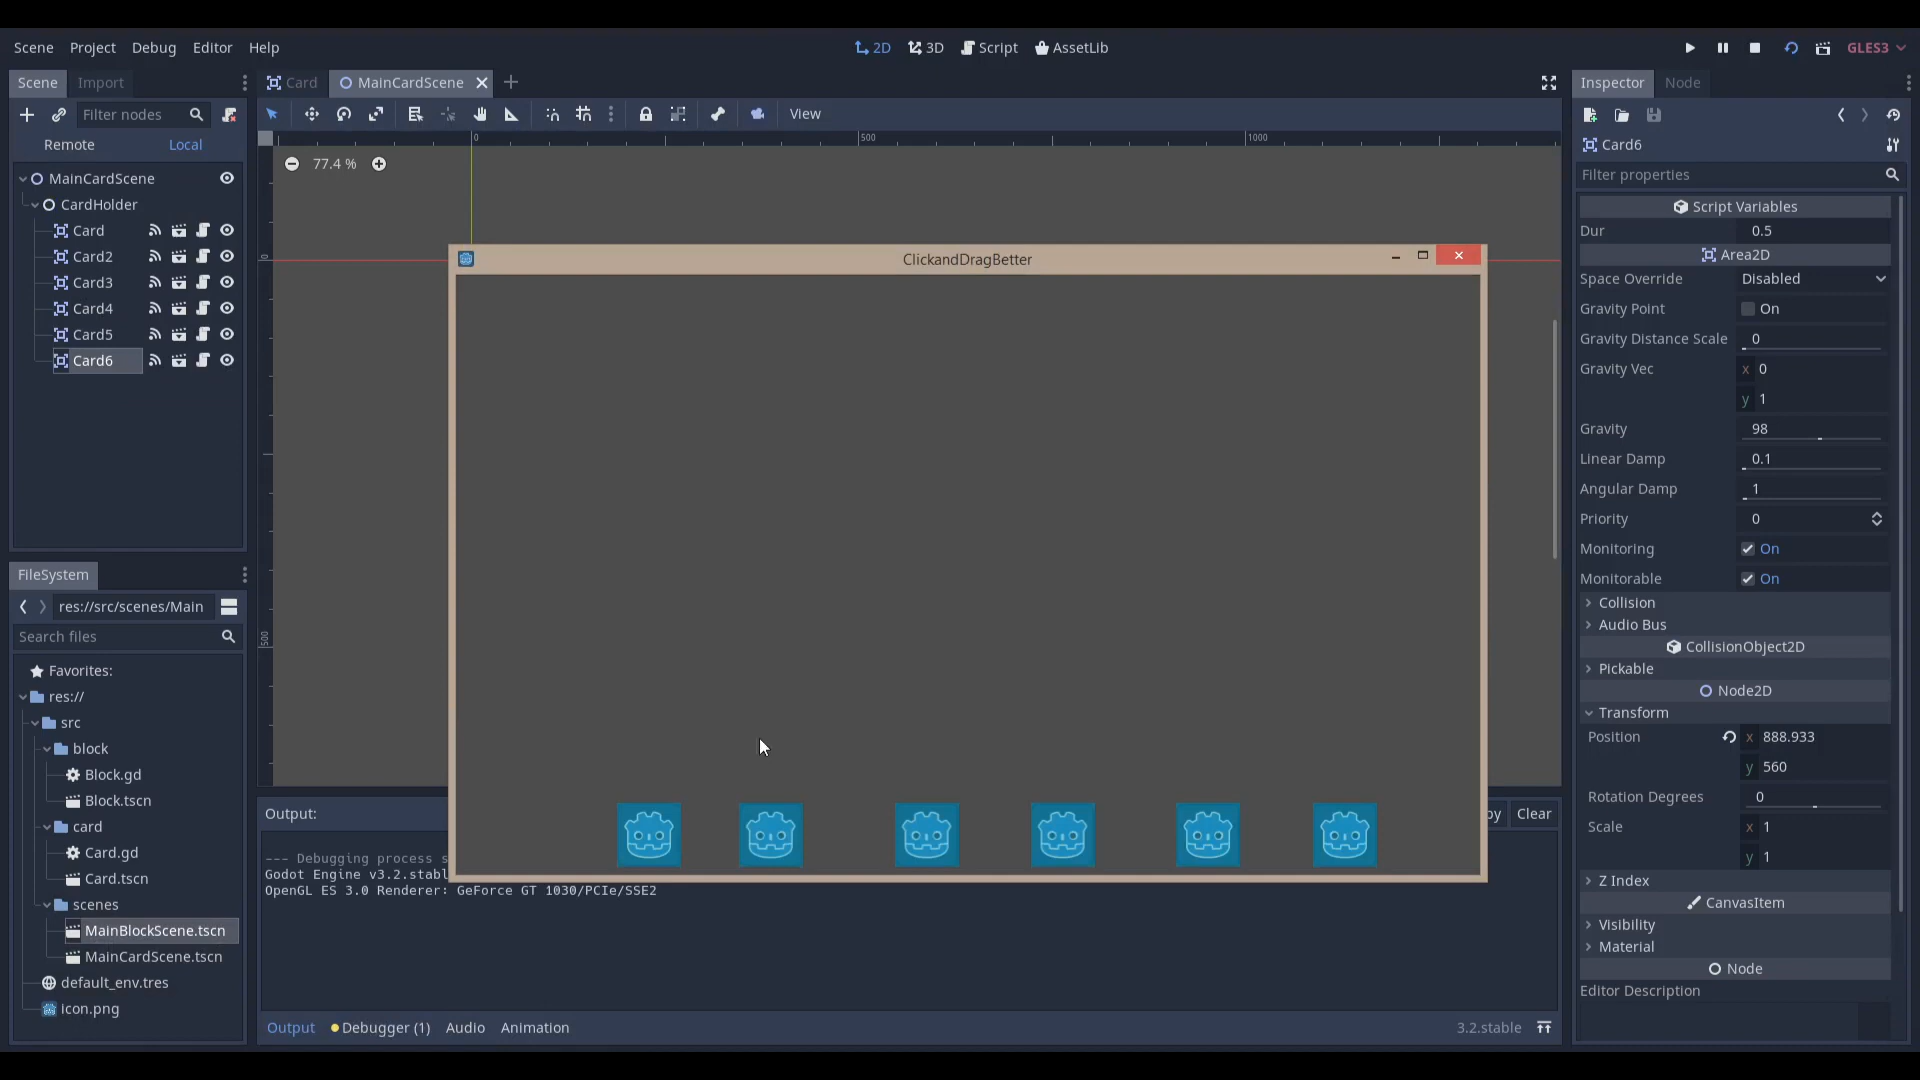 Scene Project Debug Editor Help 2D 3D Script AssetLib GLES3
Scene Import
Filter nodes
Remote Local
MainCardScene
CardHolder
Card
Card2
Card3
Card4
Card5
Card6
FileSystem
res://src/scenes/Main
Search files
Favorites:
res://
src
block
Block.gd
Block.tscn
card
Card.gd
Card.tscn
scenes
MainBlockScene.tscn
MainCardScene.tscn
default_env.tres
icon.png
Card MainCardScene
View
0 500 1000
77.4 %
0
500
ClickandDragBetter
Output: Clear
--- Debugging process s
Godot Engine v3.2.stabl
OpenGL ES 3.0 Renderer: GeForce GT 1030/PCIe/SSE2
Output Debugger (1) Audio Animation 3.2.stable
Inspector Node
Card6
Filter properties
Script Variables
Dur 0.5
Area2D
Space Override Disabled
Gravity Point On
Gravity Distance Scale 0
Gravity Vec x 0
y 1
Gravity 98
Linear Damp 0.1
Angular Damp 1
Priority 0
Monitoring On
Monitorable On
Collision
Audio Bus
CollisionObject2D
Pickable
Node2D
Transform
Position x 888.933
y 560
Rotation Degrees 0
Scale x 1
y 1
Z Index
CanvasItem
Visibility
Material
Node
Editor Description